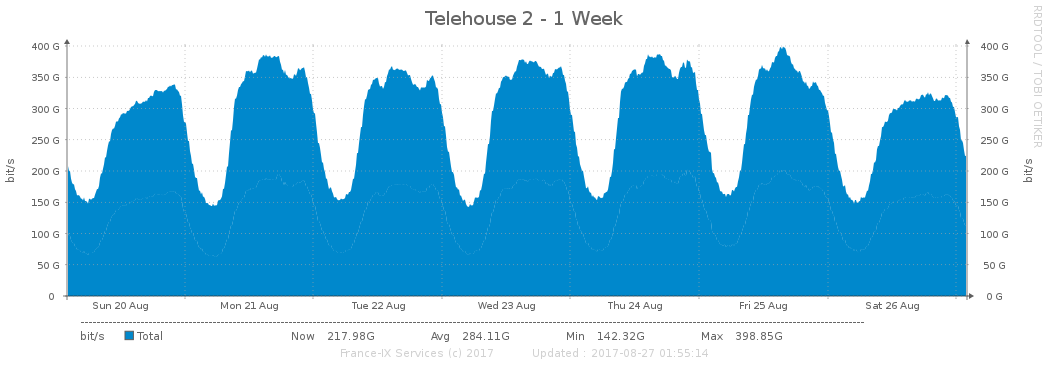 Telehouse 2 - 1 Week
RRDTOOL / TOBI OETIKER
bit/s
400 G 400 G
350 G 350 G
300 G 300 G
250 G 250 G
200 G 200 G
150 G 150 G
100 G 100 G
50 G 50 G
0 0 G
bit/s
Sun 20 Aug Mon 21 Aug Tue 22 Aug Wed 23 Aug Thu 24 Aug Fri 25 Aug Sat 26 Aug
bit/s Total Now 217.98G Avg 284.11G Min 142.32G Max 398.85G
France-IX Services (c) 2017 Updated : 2017-08-27 01:55:14